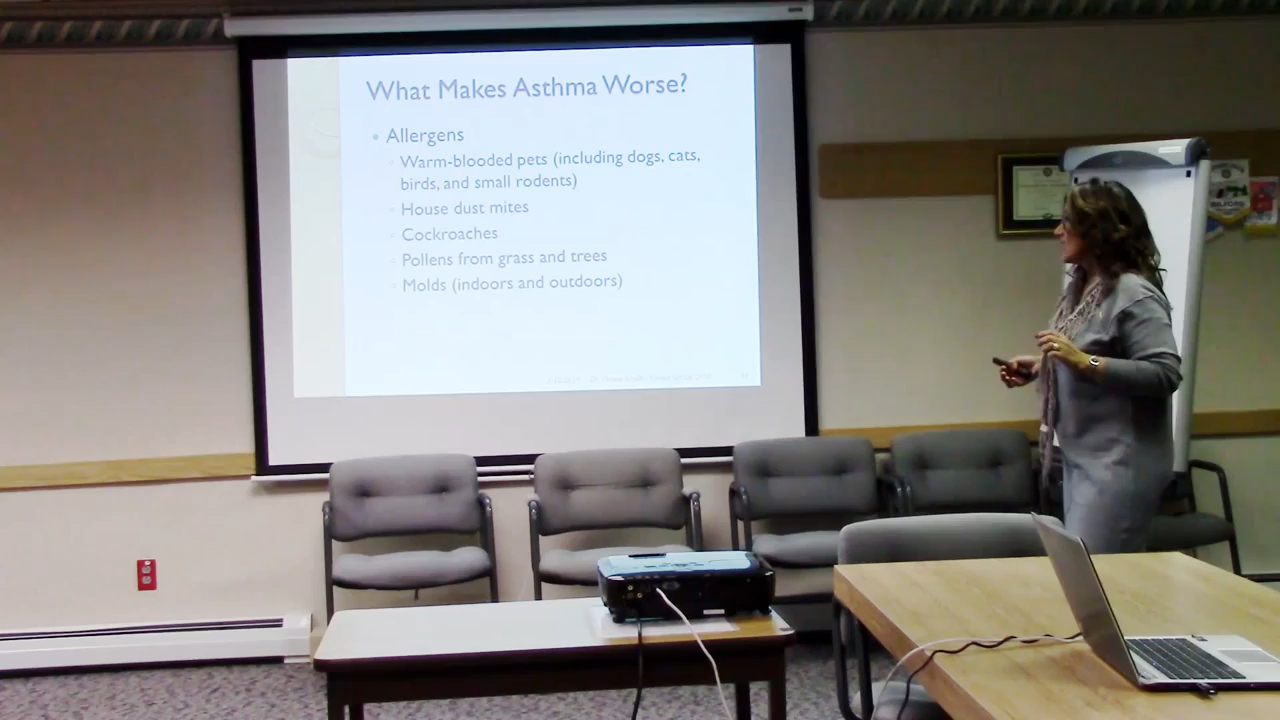 What Makes Asthma Worse?
Allergens
Warm-blooded pets (including dogs, cats,
birds, and small rodents)
House dust mites
Cockroaches
Pollens from grass and trees
Molds (indoors and outdoors)
MILFORD